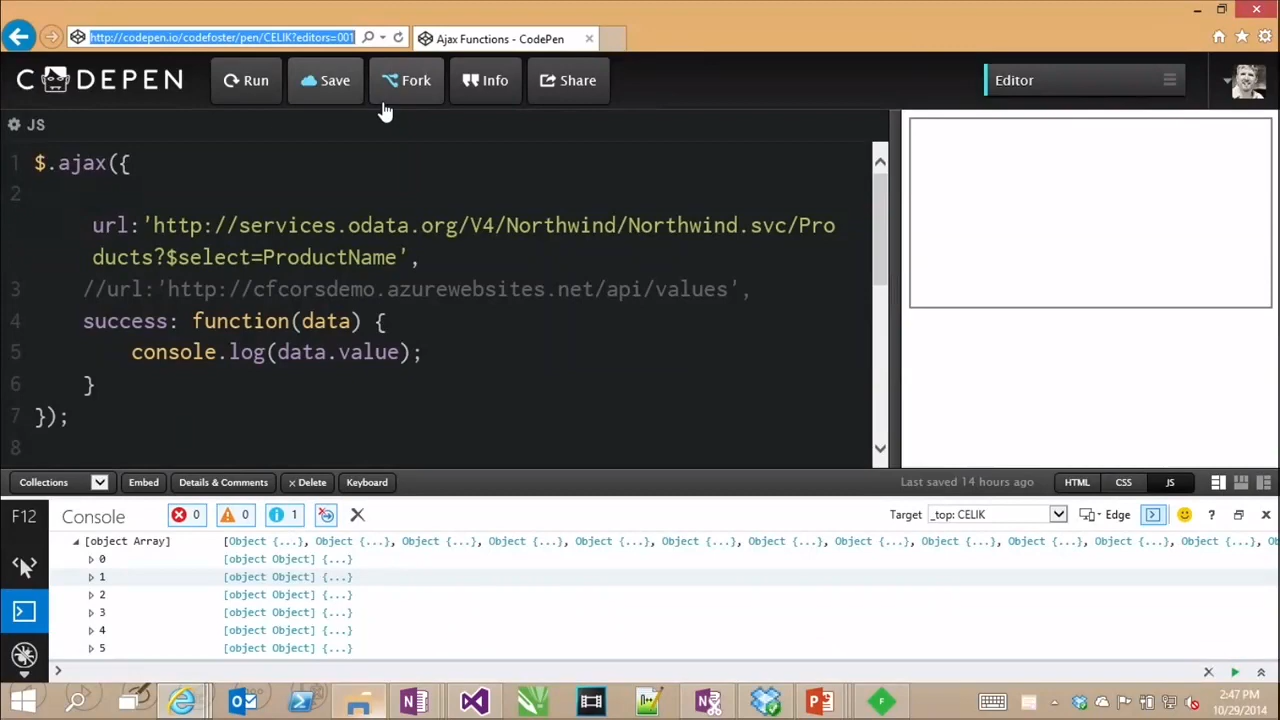 http://codepen.io/codefoster/pen/CELIK?editors=001
Ajax Functions - CodePen
CODEPEN
Run
Save
Fork
Info
Share
Editor
JS
1 $.ajax({
2
url:'http://services.odata.org/V4/Northwind/Northwind.svc/Pro
ducts?$select=ProductName',
3 //url:'http://cfcorsdemo.azurewebsites.net/api/values',
4 success: function(data) {
5 console.log(data.value);
6 }
7 });
8
Collections
Embed
Details & Comments
x Delete
Keyboard
Last saved 14 hours ago
HTML
CSS
JS
F12 Console 0 0 1 Target _top: CELIK Edge ?
[object Array] [Object {...}, Object {...}, Object {...}, Object {...}, Object {...}, Object {...}, Object {...}, Object {...}, Object {...}, Object {...}, Object {...}, Object {...}, O
0 [object Object] {...}
1 [object Object] {...}
2 [object Object] {...}
3 [object Object] {...}
4 [object Object] {...}
5 [object Object] {...}
2:47 PM
10/29/2014